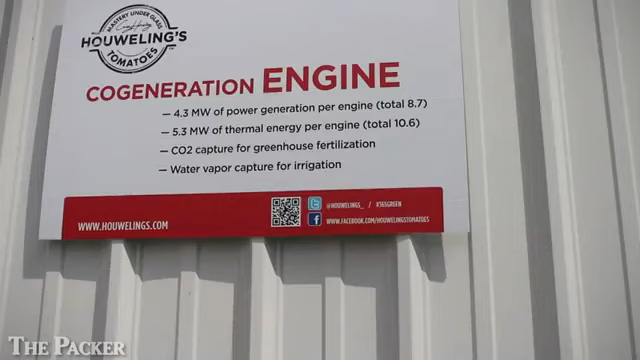 MASTERY UNDER GLASS
HOUWELING'S
TOMATOES
COGENERATION ENGINE
— 4.3 MW of power generation per engine (total 8.7)
— 5.3 MW of thermal energy per engine (total 10.6)
— CO2 capture for greenhouse fertilization
— Water vapor capture for irrigation
WWW.HOUWELINGS.COM
@HOUWELINGS_ / #365GREEN
WWW.FACEBOOK.COM/HOUWELINGSTOMATOES
THE PACKER